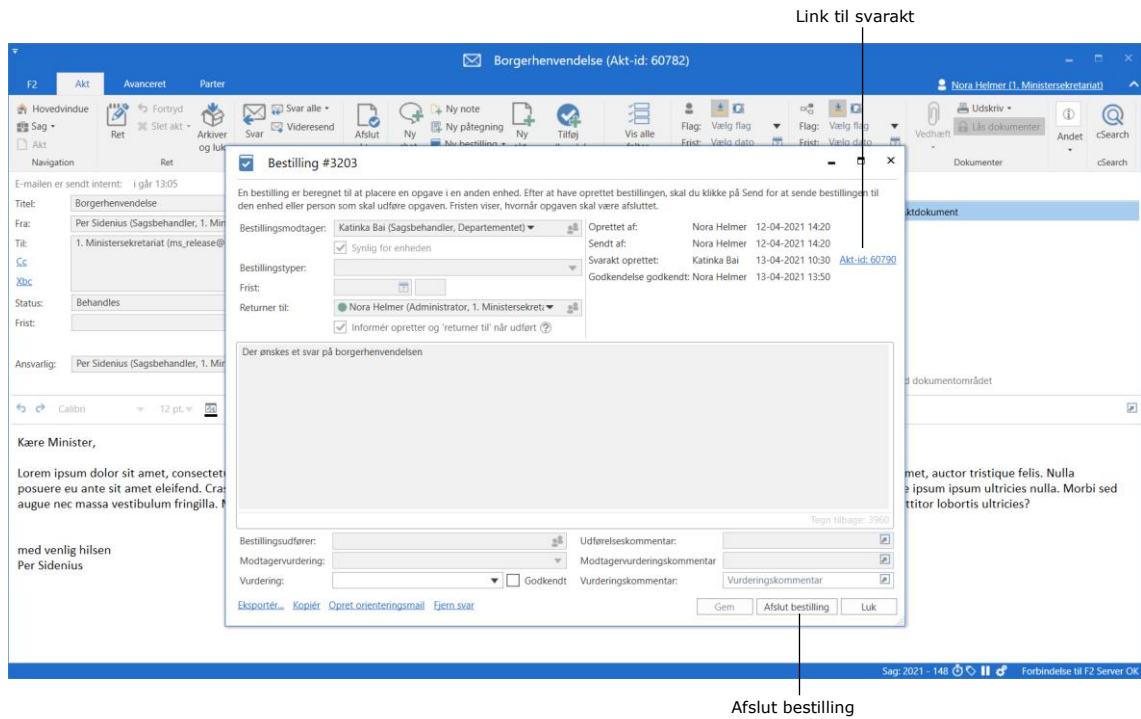 Link til svarakt
Borgerhenvendelse (Akt-id: 60782)
F2 Akt Avanceret Parter Nora Helmer (1. Ministersekretariat)
Hovedvindue Fortryd Svar alle Ny note Udskriv
Sag Slet akt Videresend Ny påtegning Flag: Vælg flag Flag: Vælg flag Lås dokumenter
Akt Ret Arkiver Svar Afslut Ny Ny bestilling Ny Tilføj Vis alle Frist: Vælg dato Frist: Vælg dato Vedhæft Andet cSearch
og luk
Navigation Ret Dokumenter cSearch
Bestilling #3203
E-mailen er sendt internt: i går 13:05
En bestilling er beregnet til at placere en opgave i en anden enhed. Efter at have oprettet bestillingen, skal du klikke på Send for at sende bestillingen til
den enhed eller person som skal udføre opgaven. Fristen viser, hvornår opgaven skal være afsluttet.
Titel: Borgerhenvendelse
Fra: Per Sidenius (Sagsbehandler, 1. Min
Til: 1. Ministersekretariat (ms_release@
Cc
Xbc
Status: Behandles
Frist:
Ansvarlig: Per Sidenius (Sagsbehandler, 1. Min
ktdokument
Bestillingsmodtager: Katinka Bai (Sagsbehandler, Departementet)
Synlig for enheden
Bestillingstyper:
Frist:
Returner til: Nora Helmer (Administrator, 1. Ministersekreta
Informér opretter og 'returner til' når udført
Oprettet af: Nora Helmer 12-04-2021 14:20
Sendt af: Nora Helmer 12-04-2021 14:20
Svarakt oprettet: Katinka Bai 13-04-2021 10:30 Akt-id: 60790
Godkendelse godkendt: Nora Helmer 13-04-2021 13:50
Der ønskes et svar på borgerhenvendelsen
d dokumentområdet
Calibri 12 pt.
Kære Minister,
Lorem ipsum dolor sit amet, consectetu met, auctor tristique felis. Nulla
posuere eu ante sit amet eleifend. Cras e ipsum ipsum ultricies nulla. Morbi sed
augue nec massa vestibulum fringilla. ttitor lobortis ultricies?
med venlig hilsen
Per Sidenius
Tegn tilbage: 3960
Bestillingsudfører: Udførelseskommentar:
Modtagervurdering: Modtagervurderingskommentar
Vurdering: Godkendt Vurderingskommentar: Vurderingskommentar
Eksportér... Kopiér Opret orienteringsmail Fjern svar Gem Afslut bestilling Luk
Sag: 2021 - 148 Forbindelse til F2 Server OK
Afslut bestilling